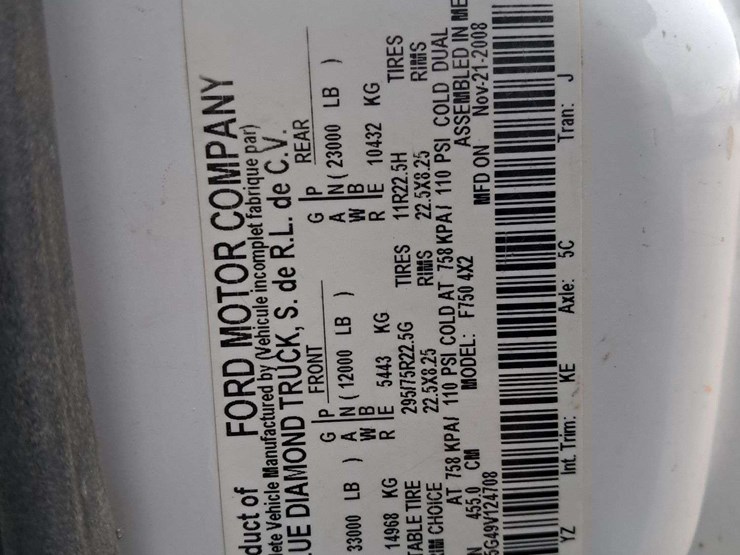 duct of FORD MOTOR COMPANY
lete Vehicle Manufactured by (Vehicule incomplet fabrique par)
UE DIAMOND TRUCK, S. de R.L. de C.V.
FRONT REAR
33000 LB ) G A W R P N B E ( 12000 LB ) G A W R P N B E ( 23000 LB )
14968 KG 5443 KG 10432 KG
TABLE TIRE 295/75R22.5G TIRES 11R22.5H TIRES
IM CHOICE 22.5X8.25 RIMS 22.5X8.25 RIMS
AT 758 KPA/ 110 PSI COLD AT 758 KPA/ 110 PSI COLD DUAL
N 455.0 CM MODEL: F750 4X2 ASSEMBLED IN ME
5G49V124708 MFD ON Nov-21-2008
YZ Int. Trim: KE Axle: 5C Tran: J